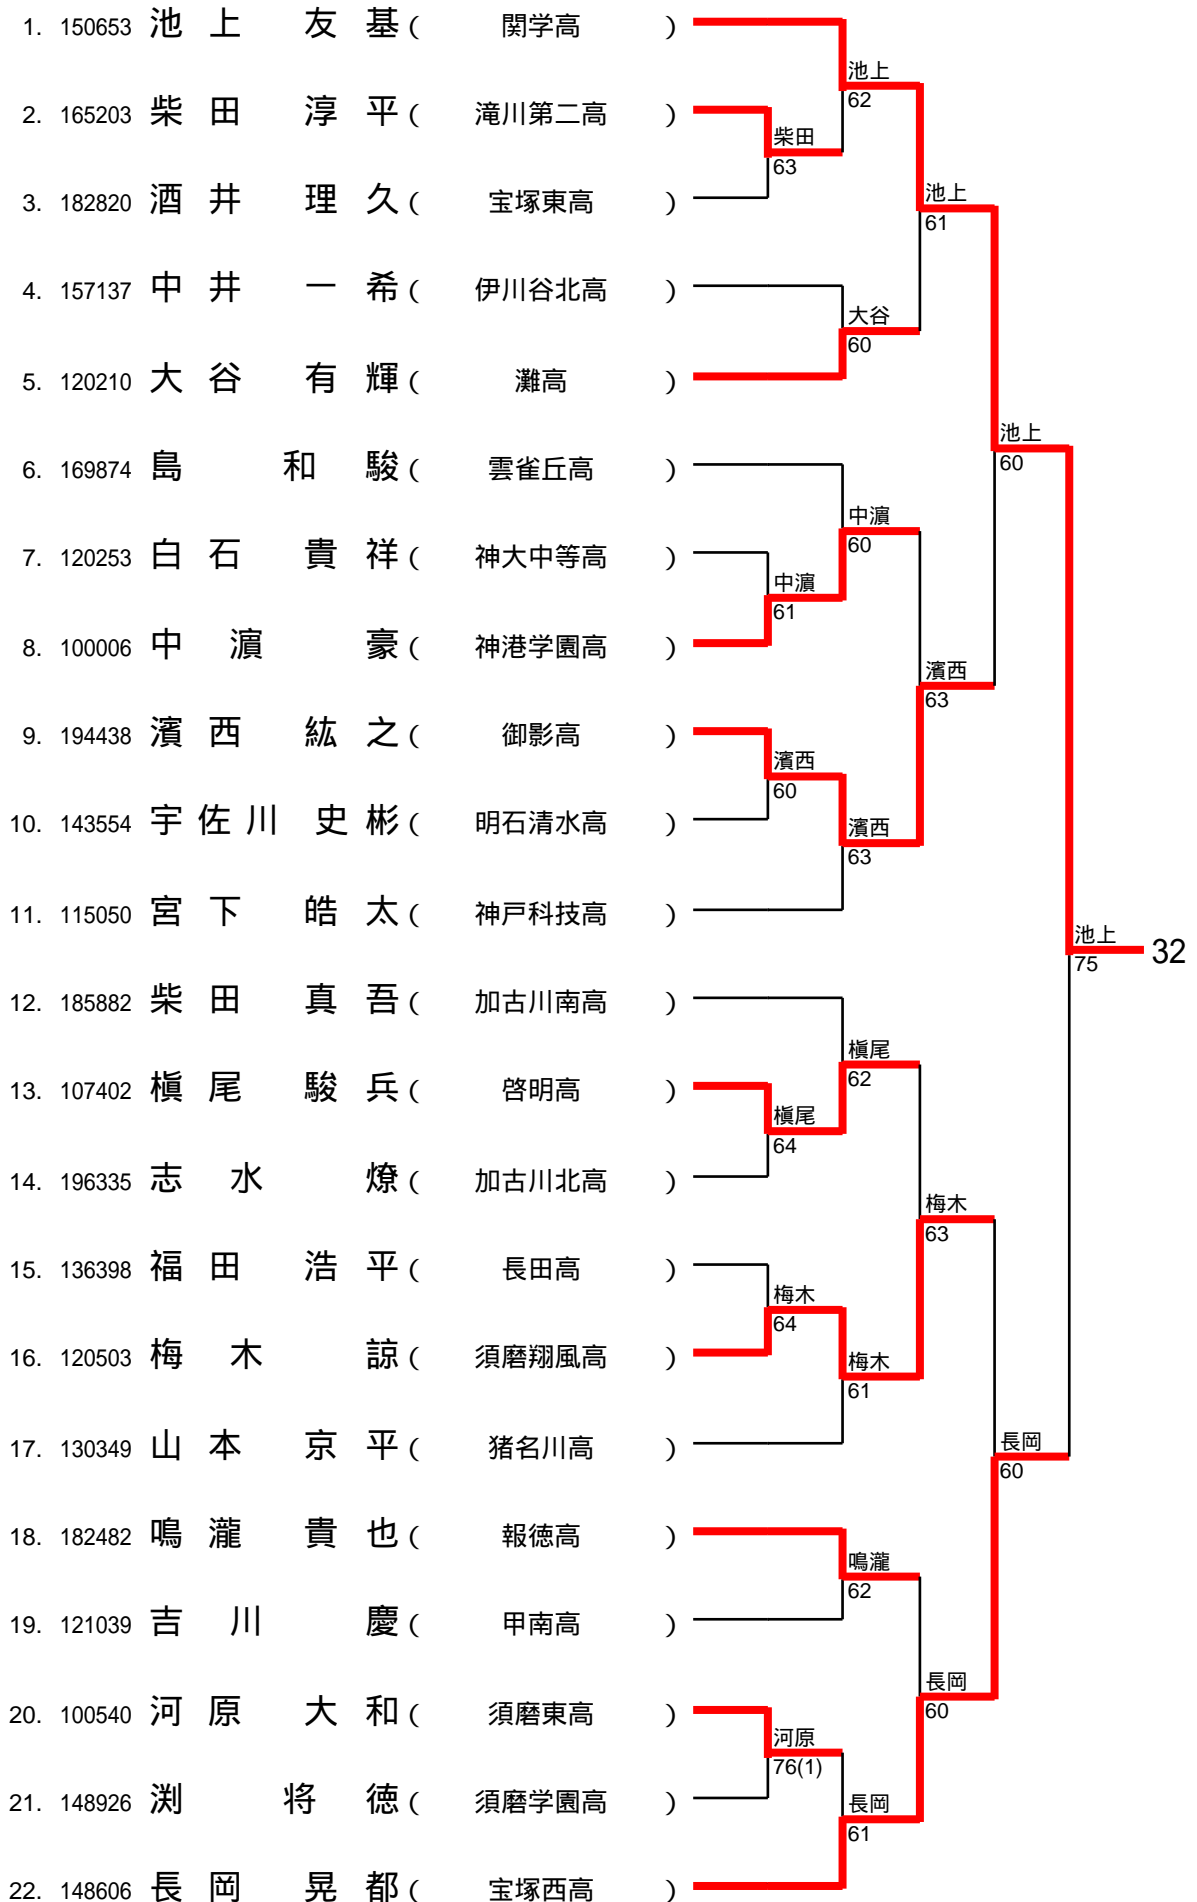 1. 150653 池上 友基( 関学高 )
池上
62
2. 165203 柴田 淳平( 滝川第二高 )
柴田
63
3. 182820 酒井 理久( 宝塚東高 )
池上
61
4. 157137 中井 一希( 伊川谷北高 )
大谷
60
5. 120210 大谷 有輝( 灘高 )
池上
60
6. 169874 島 和駿( 雲雀丘高 )
中濵
60
7. 120253 白石 貴祥( 神大中等高 )
中濵
61
8. 100006 中濵 豪( 神港学園高 )
濱西
63
9. 194438 濱西 紘之( 御影高 )
濱西
60
10. 143554 宇佐川 史彬( 明石清水高 )
濱西
63
11. 115050 宮下 皓太( 神戸科技高 )
池上
75
32
12. 185882 柴田 真吾( 加古川南高 )
槇尾
62
13. 107402 槇尾 駿兵( 啓明高 )
槇尾
64
14. 196335 志水 燎( 加古川北高 )
梅木
63
15. 136398 福田 浩平( 長田高 )
梅木
64
16. 120503 梅木 諒( 須磨翔風高 )
梅木
61
17. 130349 山本 京平( 猪名川高 )
長岡
60
18. 182482 鳴瀧 貴也( 報徳高 )
鳴瀧
62
19. 121039 吉川 慶( 甲南高 )
長岡
60
20. 100540 河原 大和( 須磨東高 )
河原
76(1)
21. 148926 渕 将徳( 須磨学園高 )
長岡
61
22. 148606 長岡 晃都( 宝塚西高 )